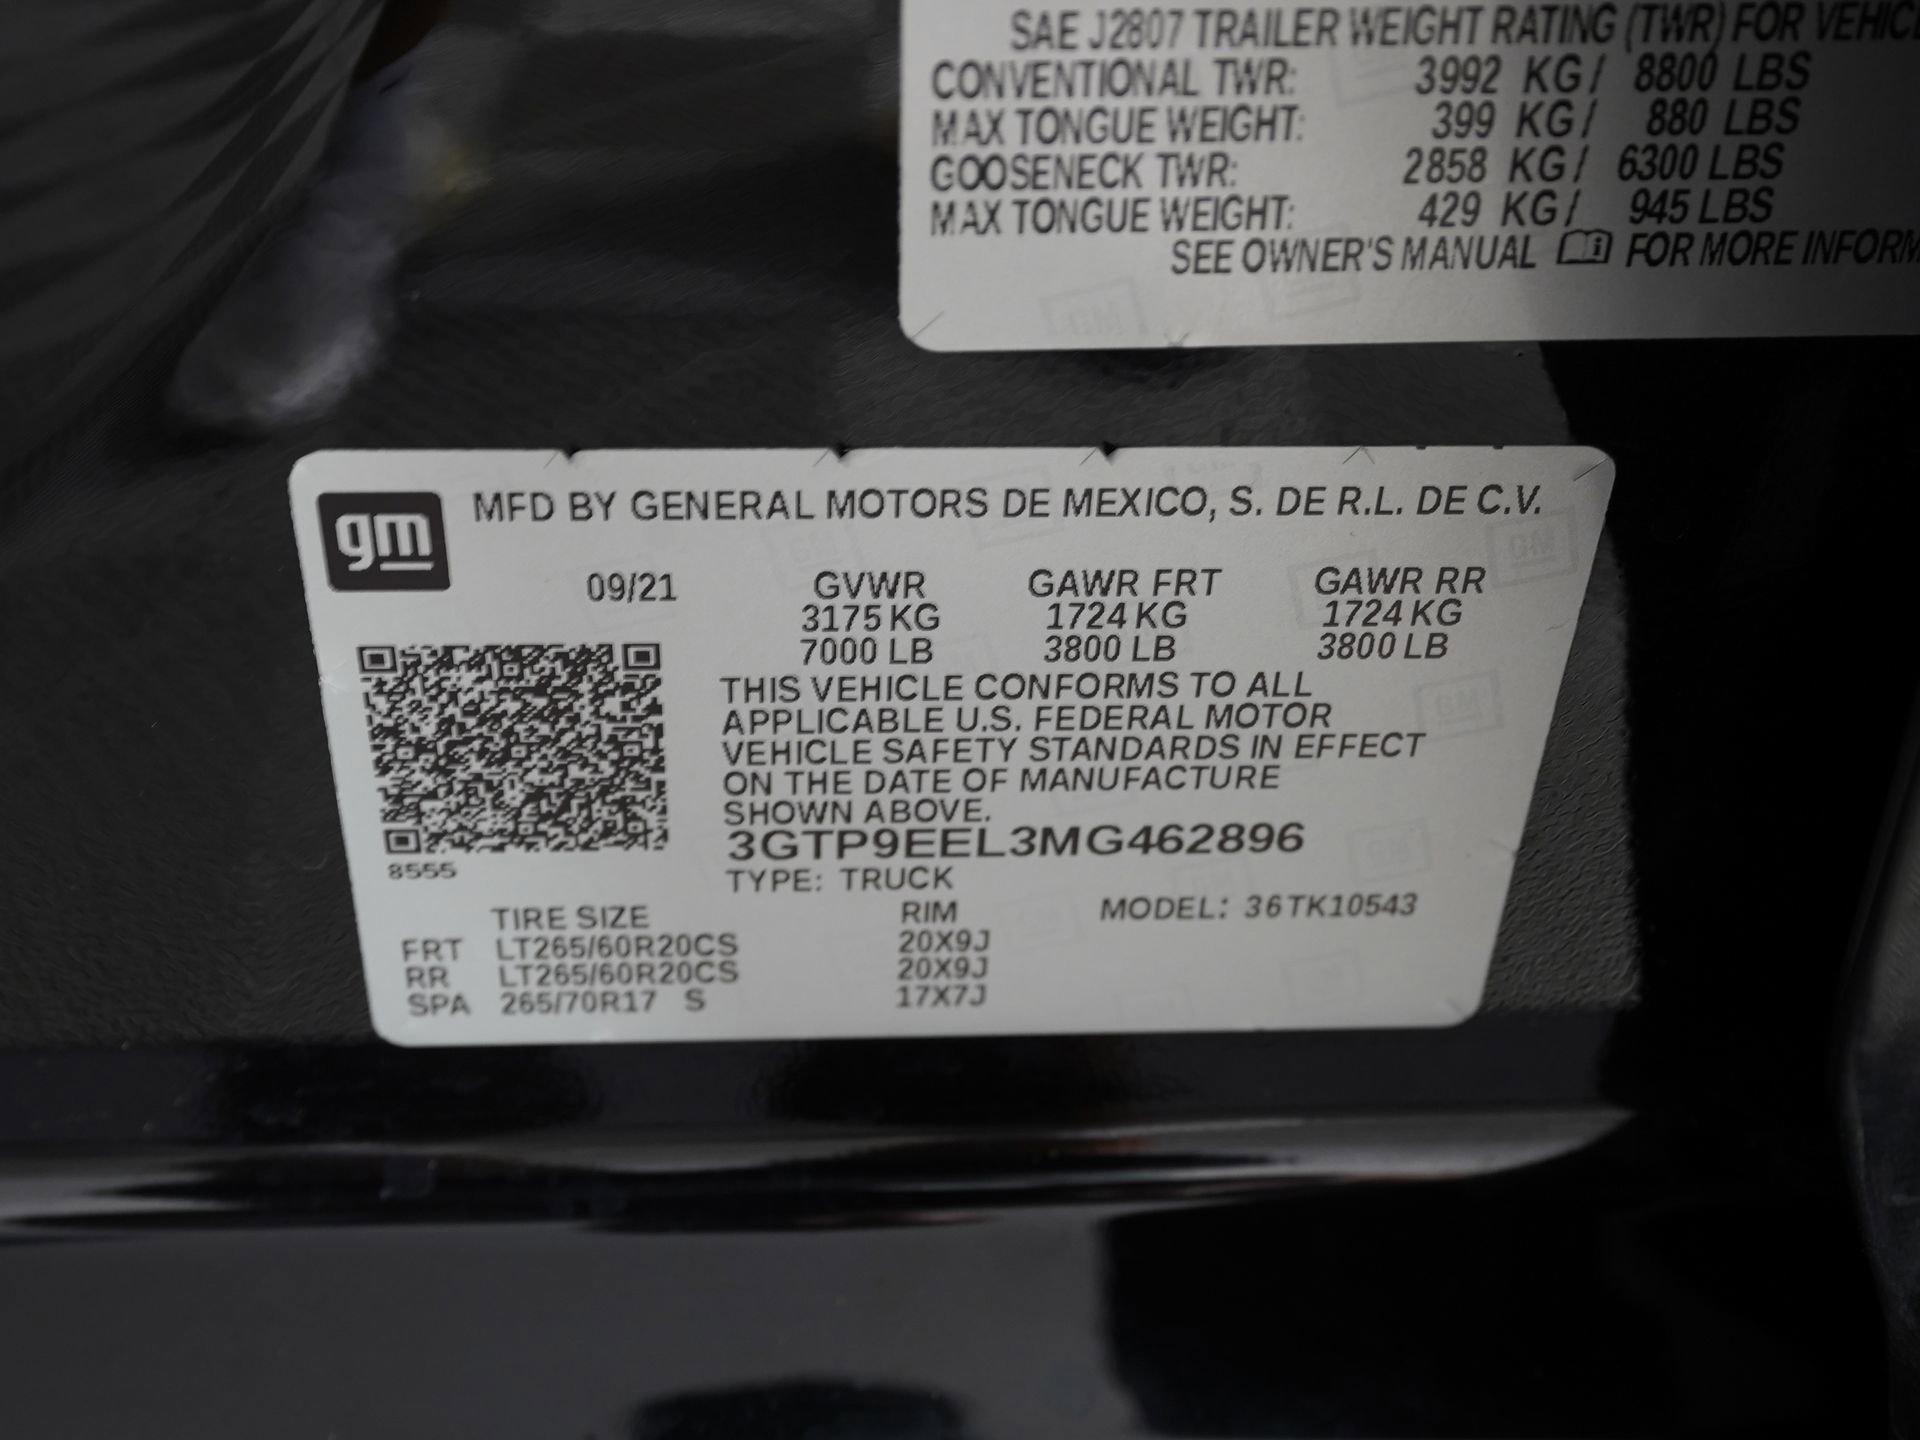 SAE J2807 TRAILER WEIGHT RATING (TWR) FOR
CONVENTIONAL TWR: 3992 KG/ 8800 LBS
MAX TONGUE WEIGHT: 399 KG/ 880 LBS
GOOSENECK TWR: 2858 KG/ 6300 LBS
MAX TONGUE WEIGHT: 429 KG/ 945 LBS
SEE OWNER'S MANUAL FOR MORE
gm
MFD BY GENERAL MOTORS DE MEXICO, S. DE R.L. DE C.V.
09/21 GVWR GAWR FRT GAWR RR
3175 KG 1724 KG 1724 KG
7000 LB 3800 LB 3800 LB
THIS VEHICLE CONFORMS TO ALL
APPLICABLE U.S. FEDERAL MOTOR
VEHICLE SAFETY STANDARDS IN EFFECT
ON THE DATE OF MANUFACTURE
SHOWN ABOVE.
3GTP9EEL3MG462896
8555
TYPE: TRUCK
TIRE SIZE RIM MODEL: 36TK10543
FRT LT265/60R20CS 20X9J
RR LT265/60R20CS 20X9J
SPA 265/70R17 S 17X7J